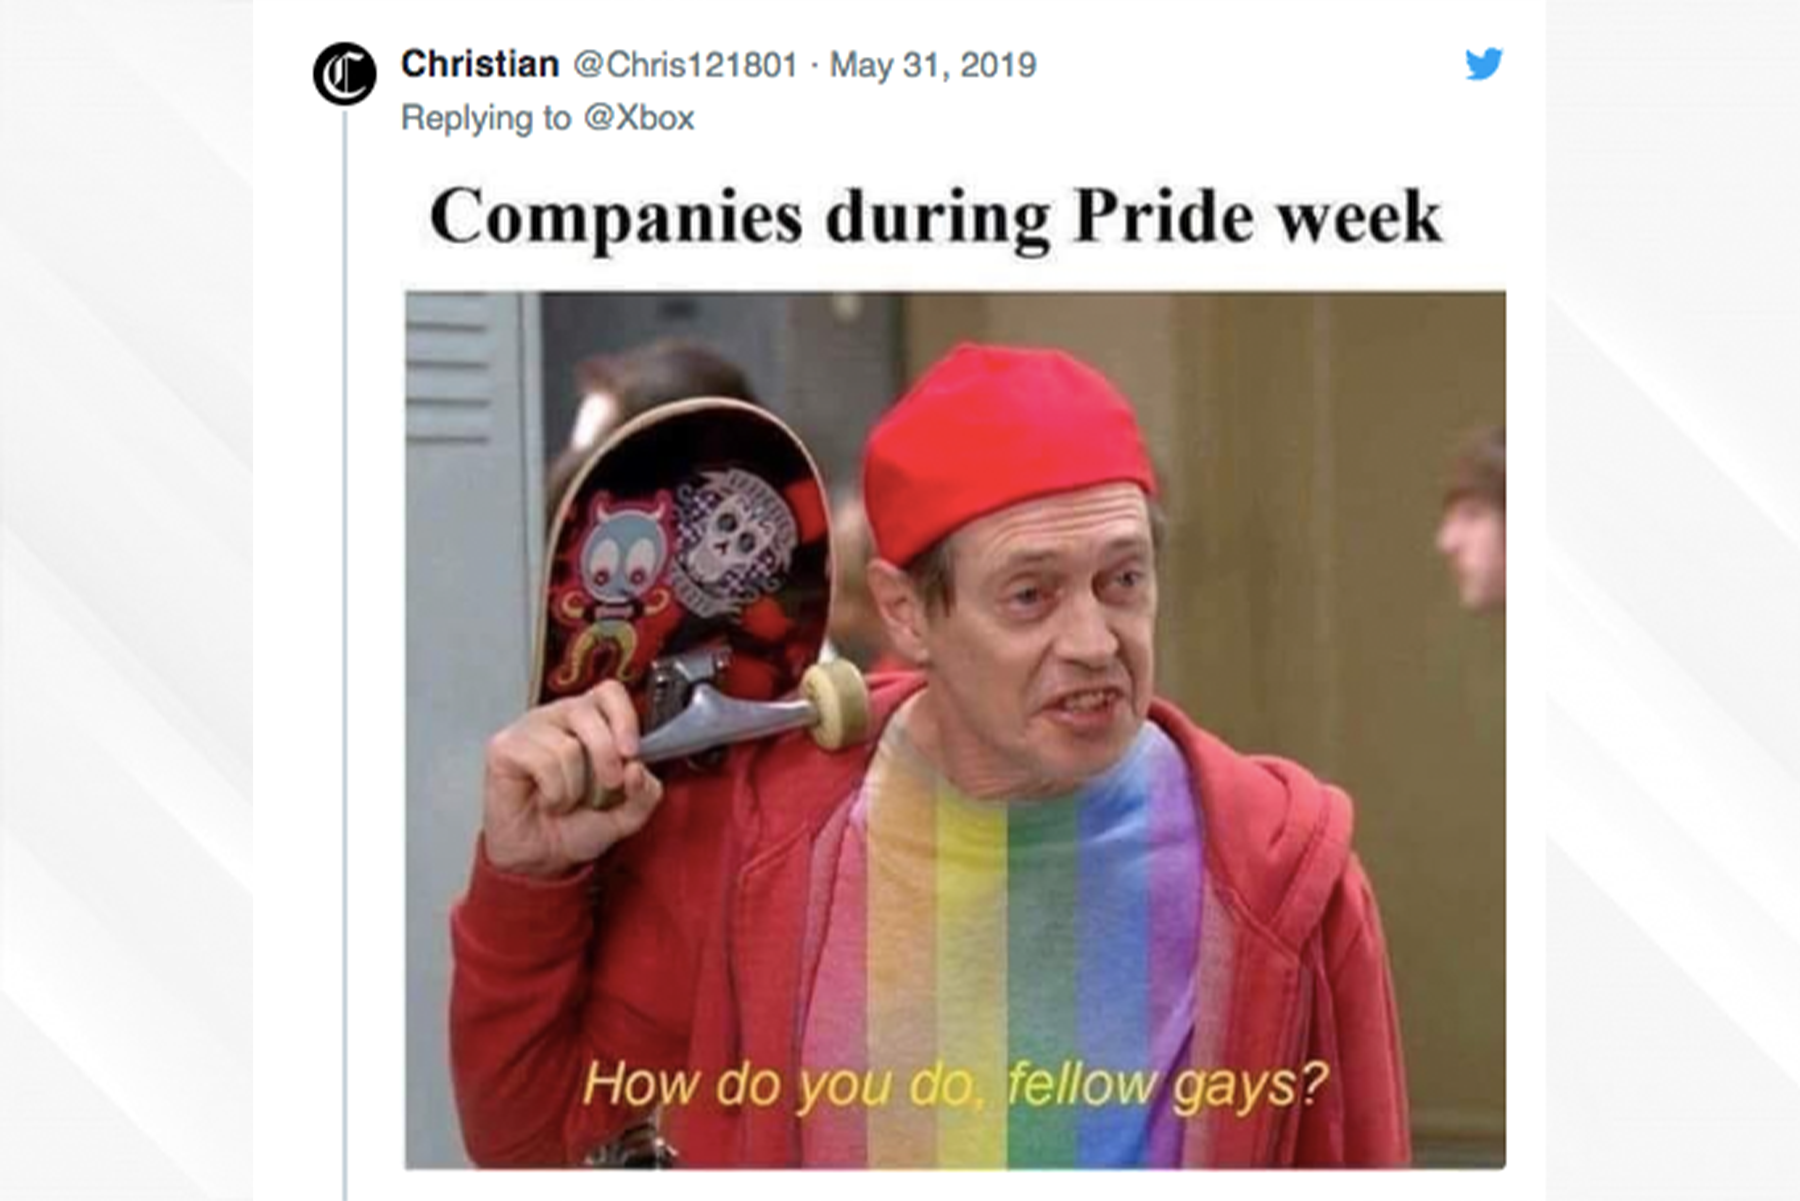 Christian @Chris121801 · May 31, 2019
Replying to @Xbox
Companies during Pride week
How do you do, fellow gays?